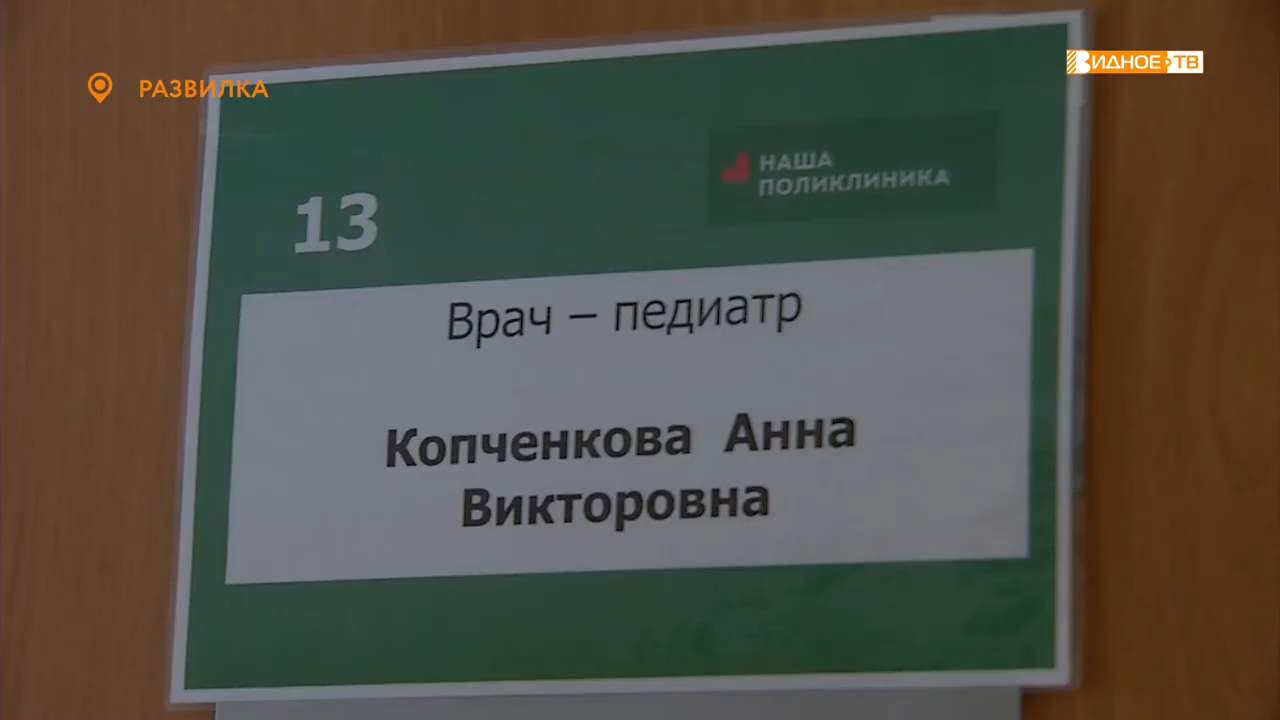 РАЗВИЛКА
ВИДНОЕ ТВ
НАША
ПОЛИКЛИНИКА
13
Врач – педиатр
Копченкова Анна
Викторовна